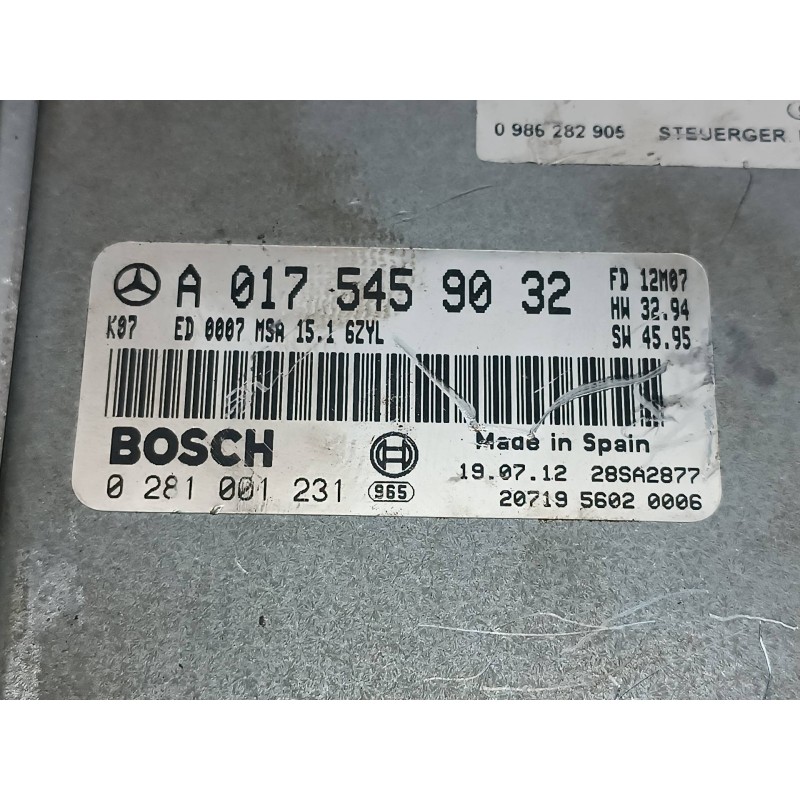 0 986 282 905 STEUERGER
A 017 545 90 32
FD 12M07
HW 32.94
K07 ED 0007 MSA 15.1 6ZYL
SW 45.95
BOSCH
Made in Spain
0 281 001 231
965
19.07.12 28SA2877
20719 5602 0006